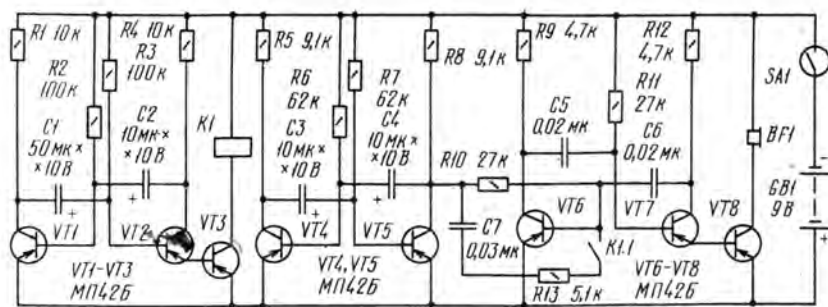 R1 10к
R2
100к
R4 10к
R3
100к
C1
50мк×
×10В
C2
10мк×
×10В
K1
VT1
VT2
VT3
VT1-VT3
МП42Б
R5 9,1к
R6
62к
C3
10мк×
×10В
R7
62к
C4
10мк×
×10В
R8 9,1к
VT4
VT5
VT4, VT5
МП42Б
R9 4,7к
C5
0,02мк
R10 27к
C7
0,03мк
VT6
K1.1
R13 5,1к
R12
4,7к
R11
27к
C6
0,02мк
VT7
VT8
VT6-VT8
МП42Б
SA1
BF1
GB1
9В